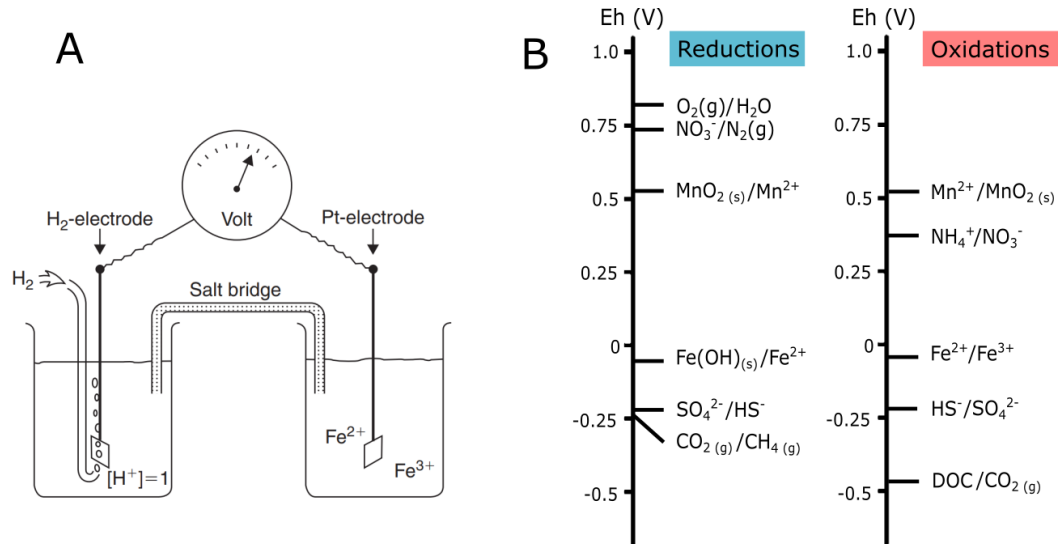 A
H₂-electrode
Volt
Pt-electrode
H₂
Salt bridge
Fe²⁺
Fe³⁺
[H⁺]=1
B
Eh (V)
Reductions
1.0
O₂(g)/H₂O
0.75
NO₃⁻/N₂(g)
0.5
MnO₂ (s)/Mn²⁺
0.25
0
Fe(OH)(s)/Fe²⁺
SO₄²⁻/HS⁻
-0.25
CO₂ (g)/CH₄ (g)
-0.5
Eh (V)
Oxidations
1.0
0.75
0.5
Mn²⁺/MnO₂ (s)
NH₄⁺/NO₃⁻
0.25
0
Fe²⁺/Fe³⁺
HS⁻/SO₄²⁻
-0.25
DOC/CO₂ (g)
-0.5